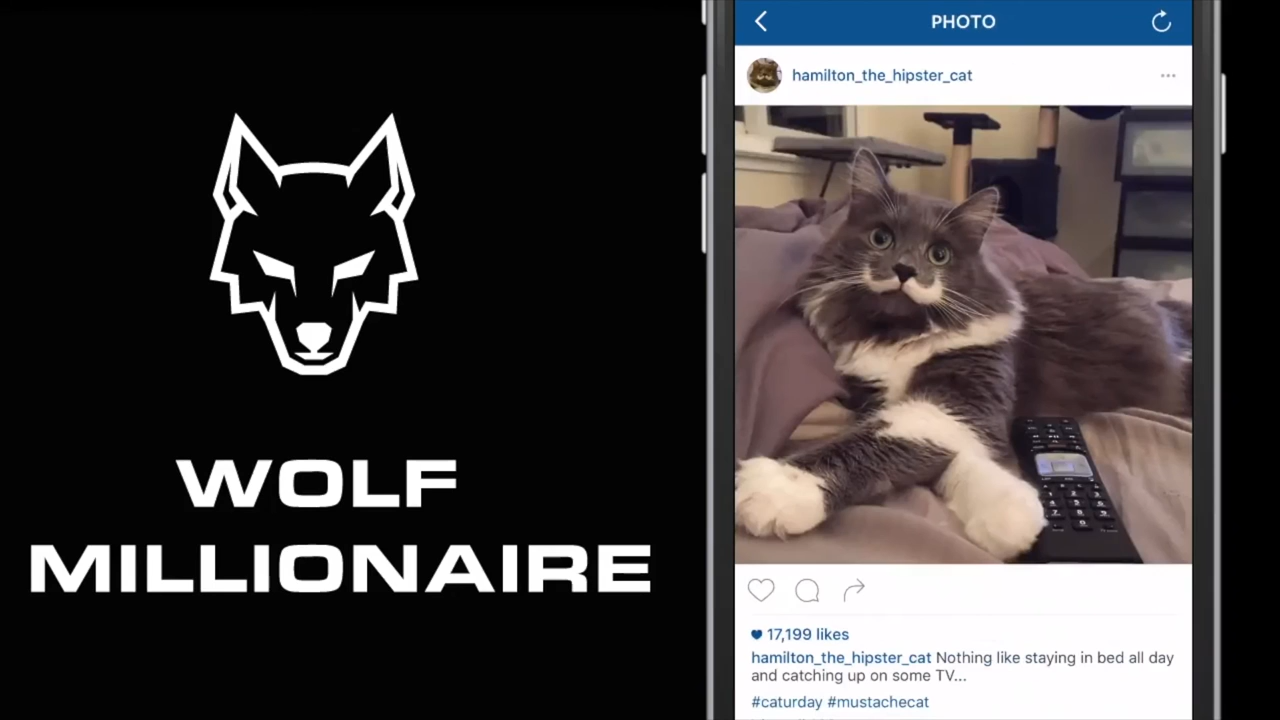 WOLF
MILLIONAIRE
PHOTO
hamilton_the_hipster_cat
17,199 likes
hamilton_the_hipster_cat Nothing like staying in bed all day
and catching up on some TV...
#caturday #mustachecat